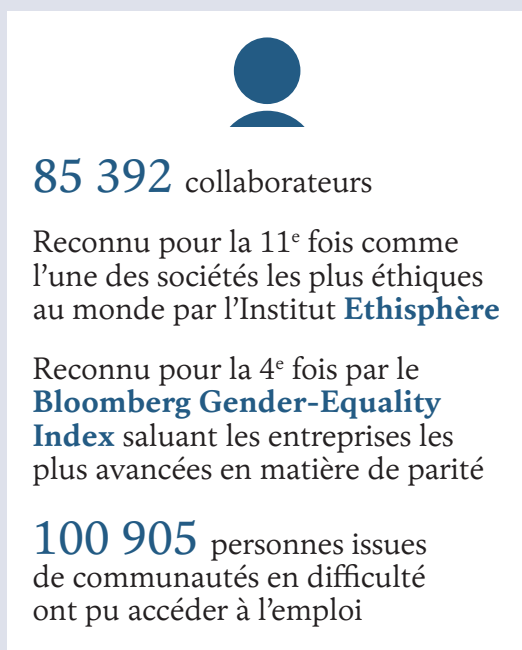 85 392 collaborateurs
Reconnu pour la 11e fois comme
l’une des sociétés les plus éthiques
au monde par l’Institut Ethisphère
Reconnu pour la 4e fois par le
Bloomberg Gender-Equality
Index saluant les entreprises les
plus avancées en matière de parité
100 905 personnes issues
de communautés en difficulté
ont pu accéder à l’emploi